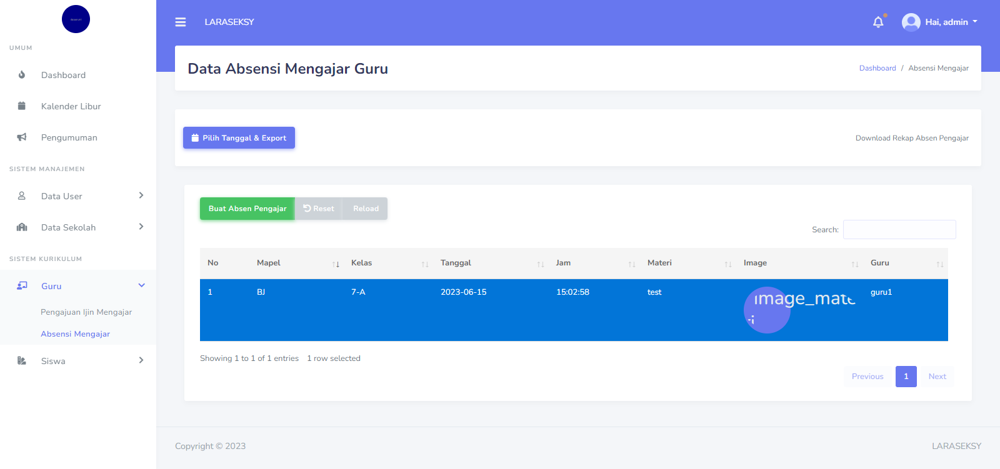 UMUM
Dashboard
Kalender Libur
Pengumuman
SISTEM MANAJEMEN
Data User
Data Sekolah
SISTEM KURIKULUM
Guru
Pengajuan Ijin Mengajar
Absensi Mengajar
Siswa
LARASEKSY
Hai, admin
Data Absensi Mengajar Guru
Dashboard / Absensi Mengajar
Pilih Tanggal & Export
Download Rekap Absen Pengajar
Buat Absen Pengajar Reset Reload
Search:
No Mapel Kelas Tanggal Jam Materi Image Guru
1 BJ 7-A 2023-06-15 15:02:58 test image_mate guru1
ri
Showing 1 to 1 of 1 entries 1 row selected
Previous 1 Next
Copyright © 2023 LARASEKSY